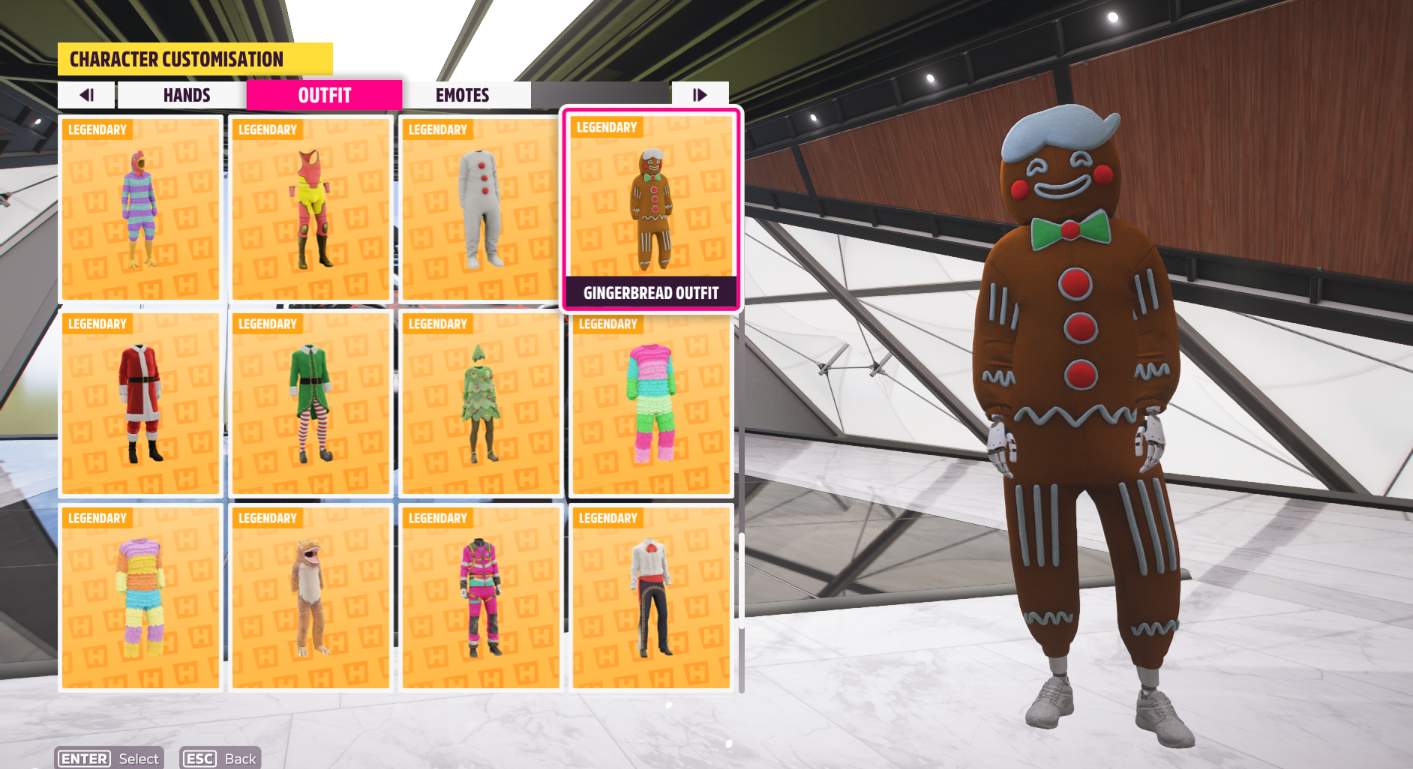 CHARACTER CUSTOMISATION
HANDS OUTFIT EMOTES
LEGENDARY LEGENDARY LEGENDARY LEGENDARY
GINGERBREAD OUTFIT
LEGENDARY LEGENDARY LEGENDARY LEGENDARY
LEGENDARY LEGENDARY LEGENDARY LEGENDARY
ENTER Select ESC Back